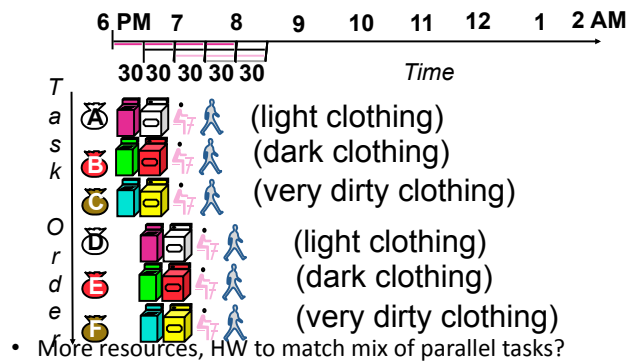 6 PM 7 8 9 10 11 12 1 2 AM
30 30 30 30 30 Time
Task Order
A (light clothing)
B (dark clothing)
C (very dirty clothing)
D (light clothing)
E (dark clothing)
F (very dirty clothing)
• More resources, HW to match mix of parallel tasks?